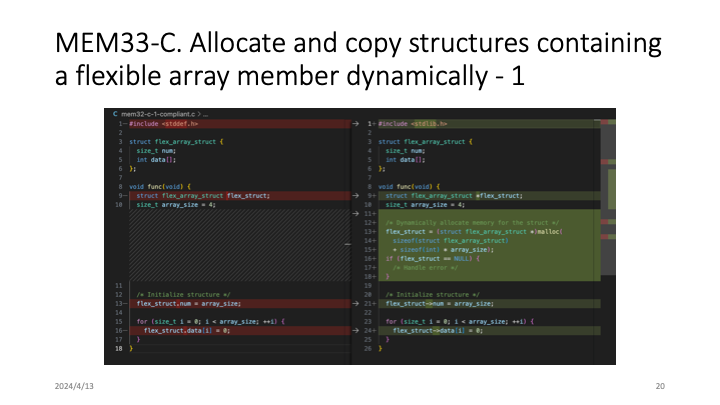 MEM33-C. Allocate and copy structures containing
a flexible array member dynamically - 1
C mem32-c-1-compliant.c > ...
1− #include <stddef.h>
2
3 struct flex_array_struct {
4 size_t num;
5 int data[];
6 };
7
8 void func(void) {
9− struct flex_array_struct flex_struct;
10 size_t array_size = 4;
11
12 /* Initialize structure */
13− flex_struct.num = array_size;
14
15 for (size_t i = 0; i < array_size; ++i) {
16− flex_struct.data[i] = 0;
17 }
18 }
1+ #include <stdlib.h>
2
3 struct flex_array_struct {
4 size_t num;
5 int data[];
6 };
7
8 void func(void) {
9+ struct flex_array_struct *flex_struct;
10 size_t array_size = 4;
11+
12+ /* Dynamically allocate memory for the struct */
13+ flex_struct = (struct flex_array_struct *)malloc(
14+ sizeof(struct flex_array_struct)
15+ + sizeof(int) * array_size);
16+ if (flex_struct == NULL) {
17+ /* Handle error */
18+ }
19
20 /* Initialize structure */
21+ flex_struct->num = array_size;
22
23 for (size_t i = 0; i < array_size; ++i) {
24+ flex_struct->data[i] = 0;
25 }
26 }
2024/4/13
20